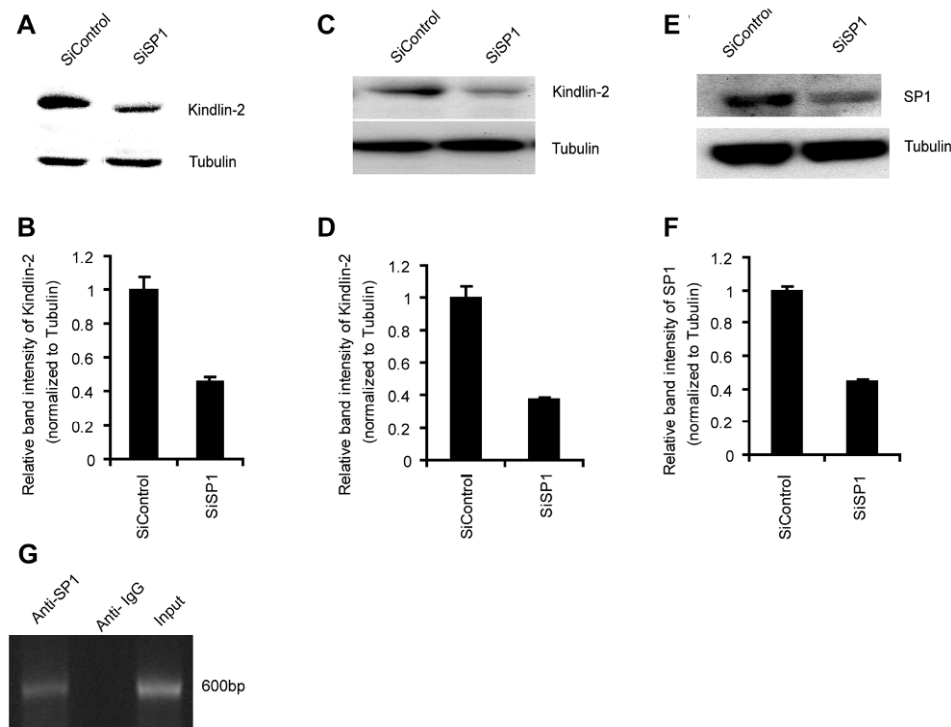 A
SiControl
SiSP1
Kindlin-2
Tubulin
C
SiControl
SiSP1
Kindlin-2
Tubulin
E
SiControl
SiSP1
SP1
Tubulin
B
Relative band intensity of Kindlin-2
(normalized to Tubulin)
1.2
1
0.8
0.6
0.4
0.2
0
SiControl
SiSP1
D
Relative band intensity of Kindlin-2
(normalized to Tubulin)
1.2
1
0.8
0.6
0.4
0.2
0
SiControl
SiSP1
F
Relative band intensity of SP1
(normalized to Tubulin)
1.2
1
0.8
0.6
0.4
0.2
0
SiControl
SiSP1
G
Anti-SP1
Anti- IgG
Input
600bp